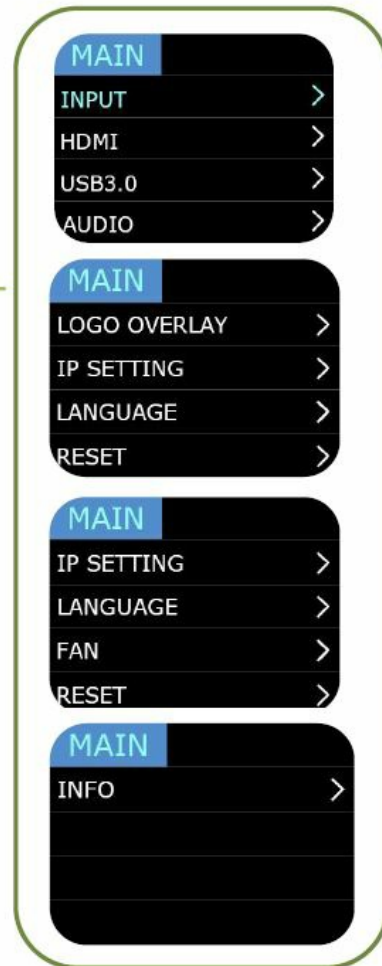 MAIN
INPUT
HDMI
USB3.0
AUDIO
MAIN
LOGO OVERLAY
IP SETTING
LANGUAGE
RESET
MAIN
IP SETTING
LANGUAGE
FAN
RESET
MAIN
INFO